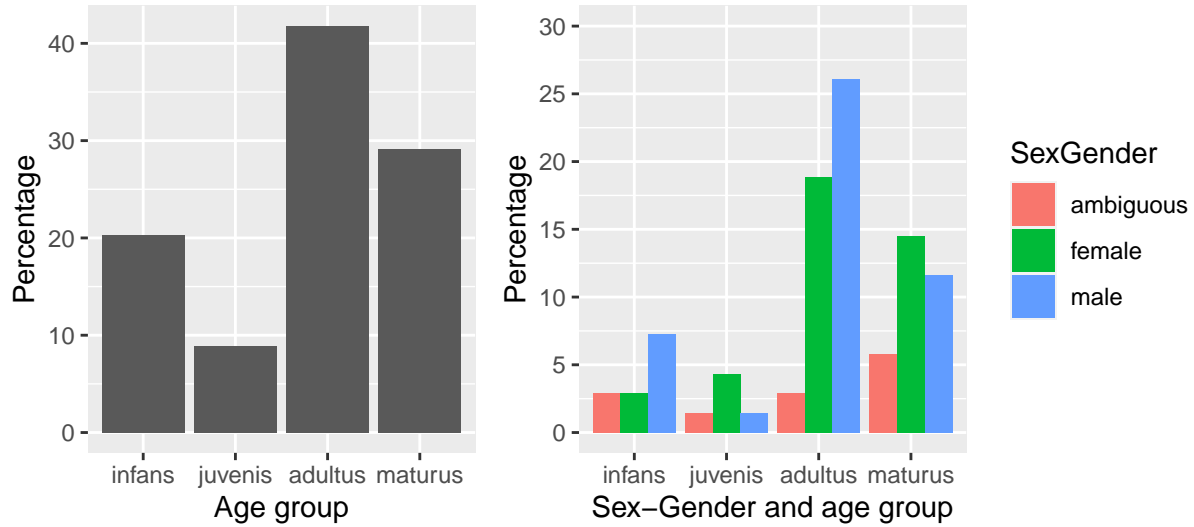 Percentage
40
30
20
10
0
infans juvenis adultus maturus
Age group
Percentage
30
25
20
15
10
5
0
infans juvenis adultus maturus
Sex−Gender and age group
SexGender
ambiguous
female
male